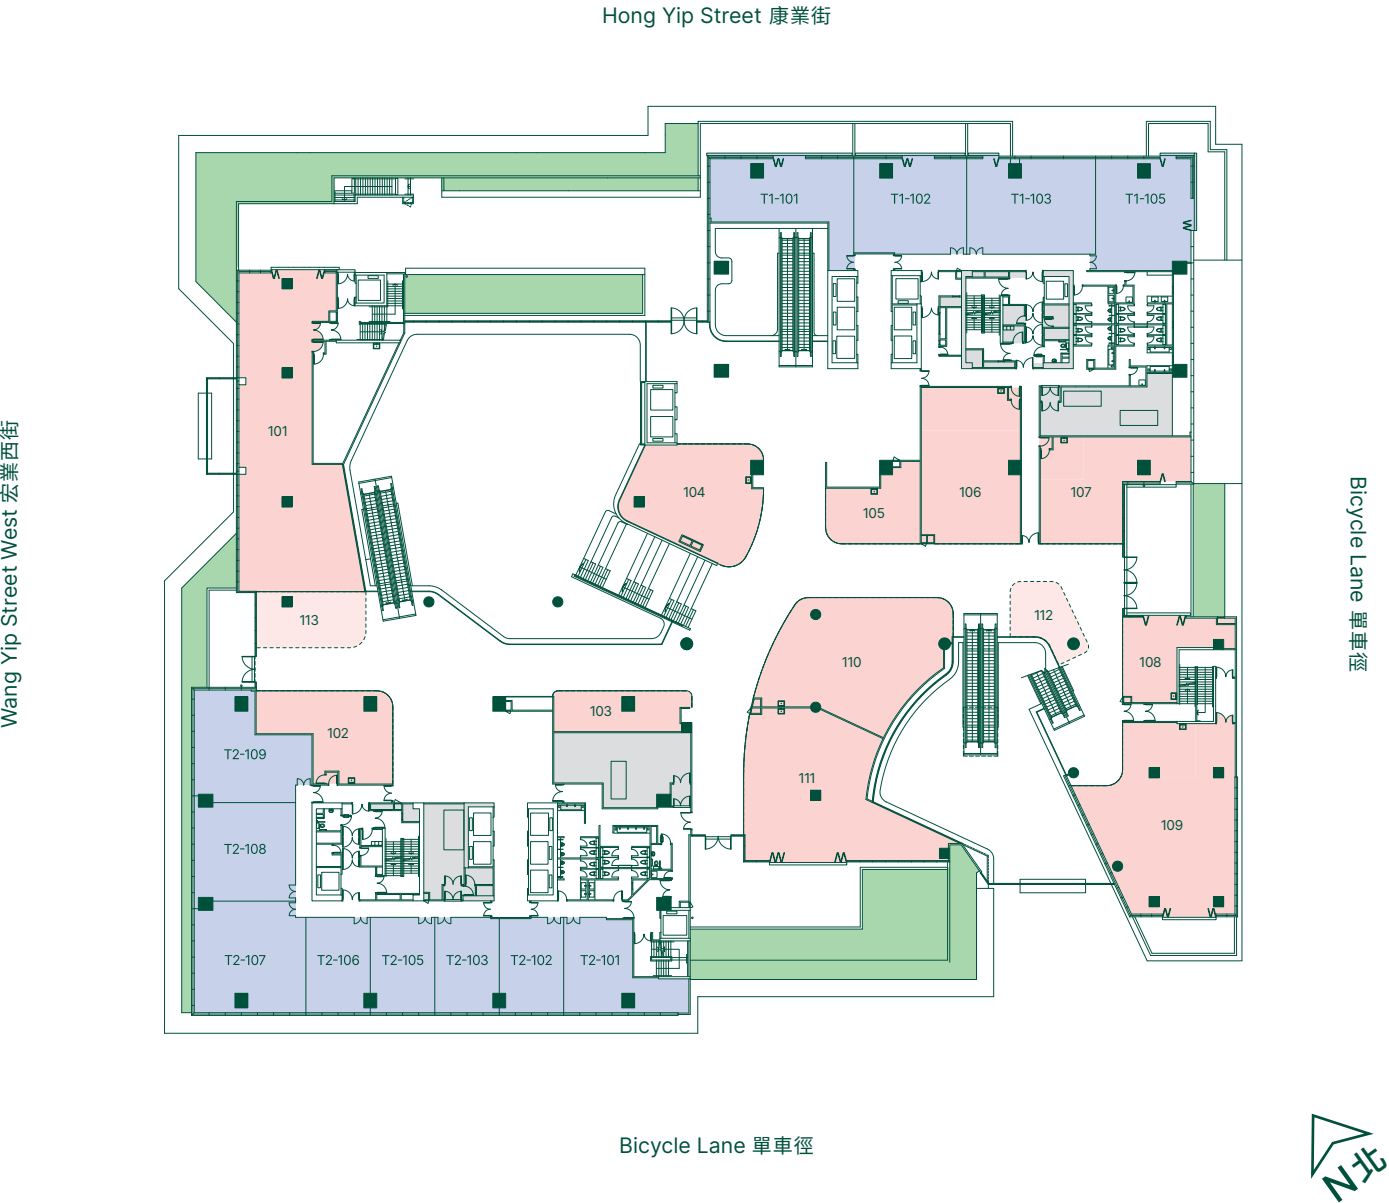 Hong Yip Street 康業街
T1-101
T1-102
T1-103
T1-105
101
104
105
106
107
Wang Yip Street West 宏業西街
Bicycle Lane 單車徑
113
112
110
108
102
103
T2-109
111
109
T2-108
T2-107
T2-106
T2-105
T2-103
T2-102
T2-101
Bicycle Lane 單車徑
N北